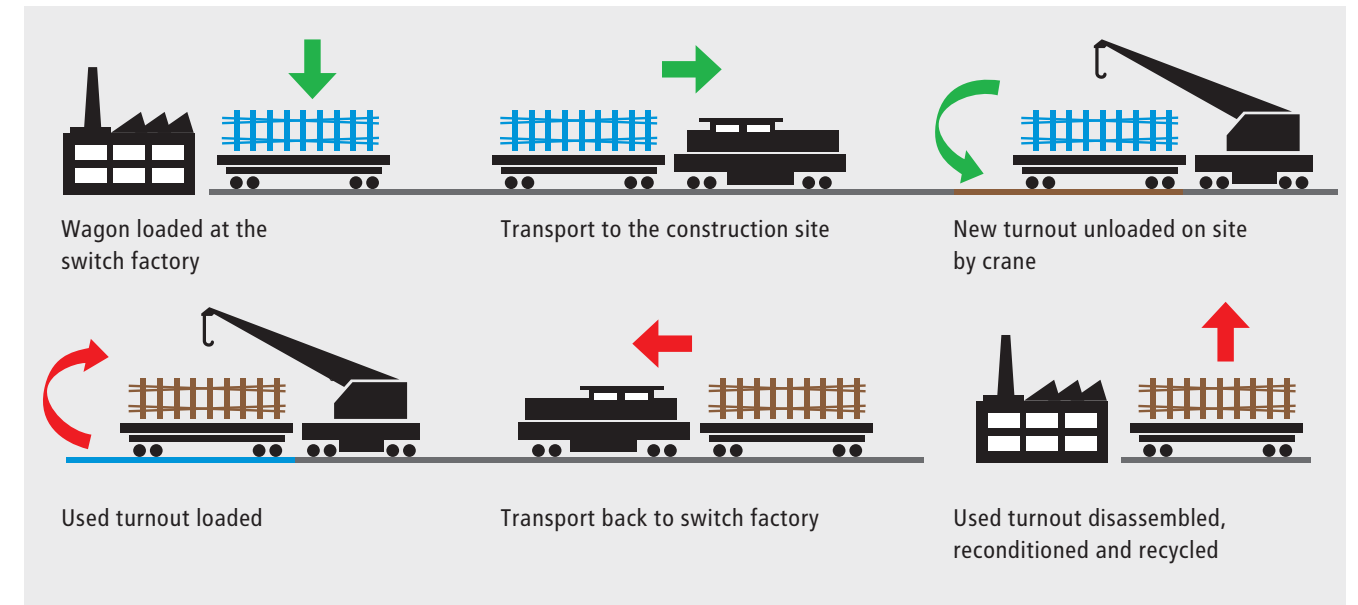 Wagon loaded at the
switch factory
Transport to the construction site
New turnout unloaded on site
by crane
Used turnout loaded
Transport back to switch factory
Used turnout disassembled,
reconditioned and recycled